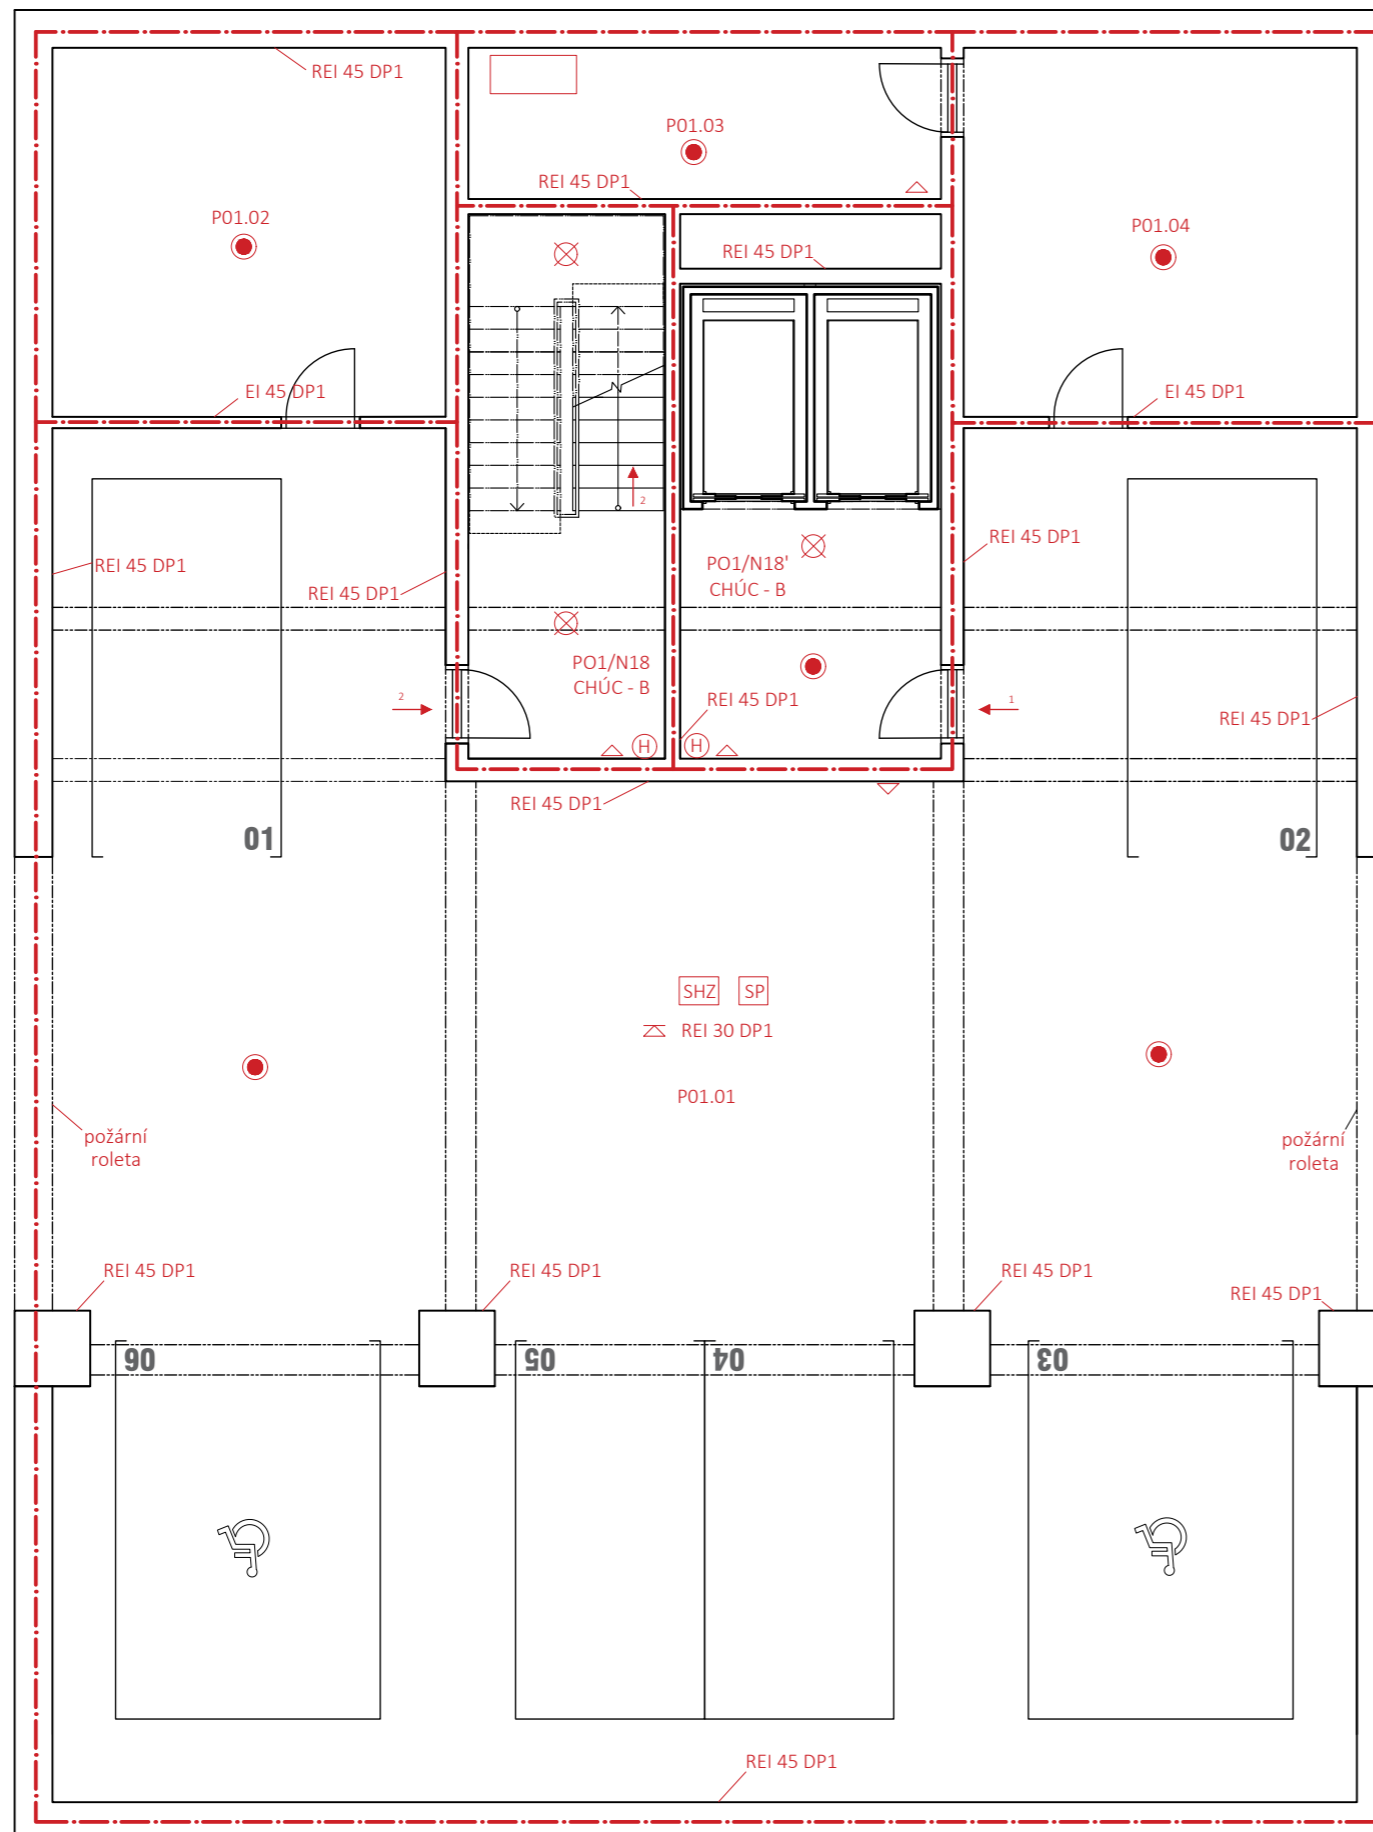 REI 45 DP1
P01.03
REI 45 DP1
P01.02
P01.04
REI 45 DP1
EI 45 DP1
EI 45 DP1
2
N
REI 45 DP1
REI 45 DP1
REI 45 DP1
PO1/N18'
CHÚC - B
PO1/N18
CHÚC - B
2
REI 45 DP1
1
REI 45 DP1
H
H
REI 45 DP1
01
02
SHZ SP
REI 30 DP1
P01.01
požární
roleta
požární
roleta
REI 45 DP1
REI 45 DP1
REI 45 DP1
REI 45 DP1
06
05
04
03
REI 45 DP1